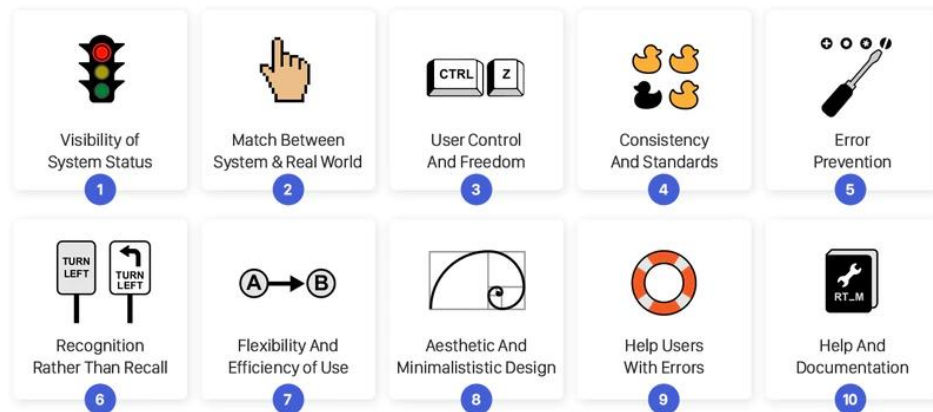 CTRL Z
Visibility of
System Status
1
Match Between
System & Real World
2
User Control
And Freedom
3
Consistency
And Standards
4
Error
Prevention
5
TURN
LEFT
TURN
LEFT
RT_M
Recognition
Rather Than Recall
6
A B
Flexibility And
Efficiency of Use
7
Aesthetic And
Minimalististic Design
8
Help Users
With Errors
9
Help And
Documentation
10